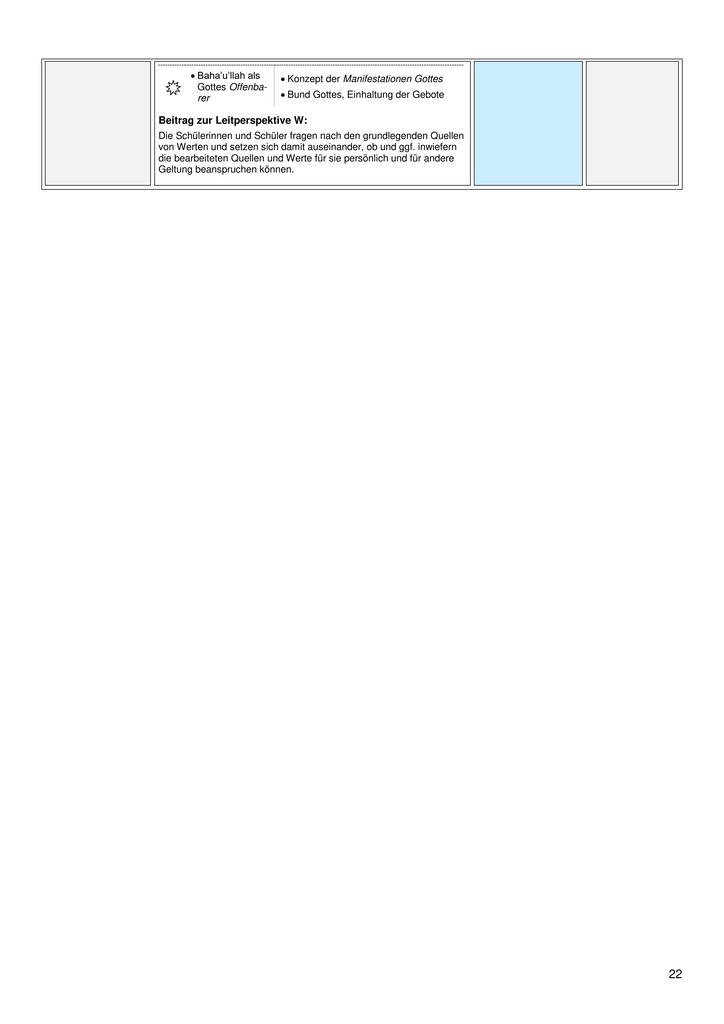 • Baha’u’llah als
Gottes Offenba-
rer
• Konzept der Manifestationen Gottes
• Bund Gottes, Einhaltung der Gebote
Beitrag zur Leitperspektive W:
Die Schülerinnen und Schüler fragen nach den grundlegenden Quellen
von Werten und setzen sich damit auseinander, ob und ggf. inwiefern
die bearbeiteten Quellen und Werte für sie persönlich und für andere
Geltung beanspruchen können.
22